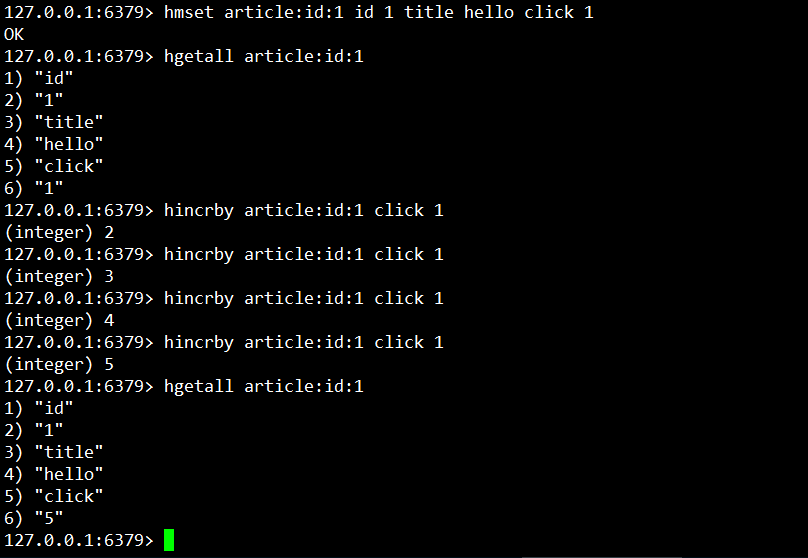 127.0.0.1:6379> hmset article:id:1 id 1 title hello click 1
OK
127.0.0.1:6379> hgetall article:id:1
1) "id"
2) "1"
3) "title"
4) "hello"
5) "click"
6) "1"
127.0.0.1:6379> hincrby article:id:1 click 1
(integer) 2
127.0.0.1:6379> hincrby article:id:1 click 1
(integer) 3
127.0.0.1:6379> hincrby article:id:1 click 1
(integer) 4
127.0.0.1:6379> hincrby article:id:1 click 1
(integer) 5
127.0.0.1:6379> hgetall article:id:1
1) "id"
2) "1"
3) "title"
4) "hello"
5) "click"
6) "5"
127.0.0.1:6379>